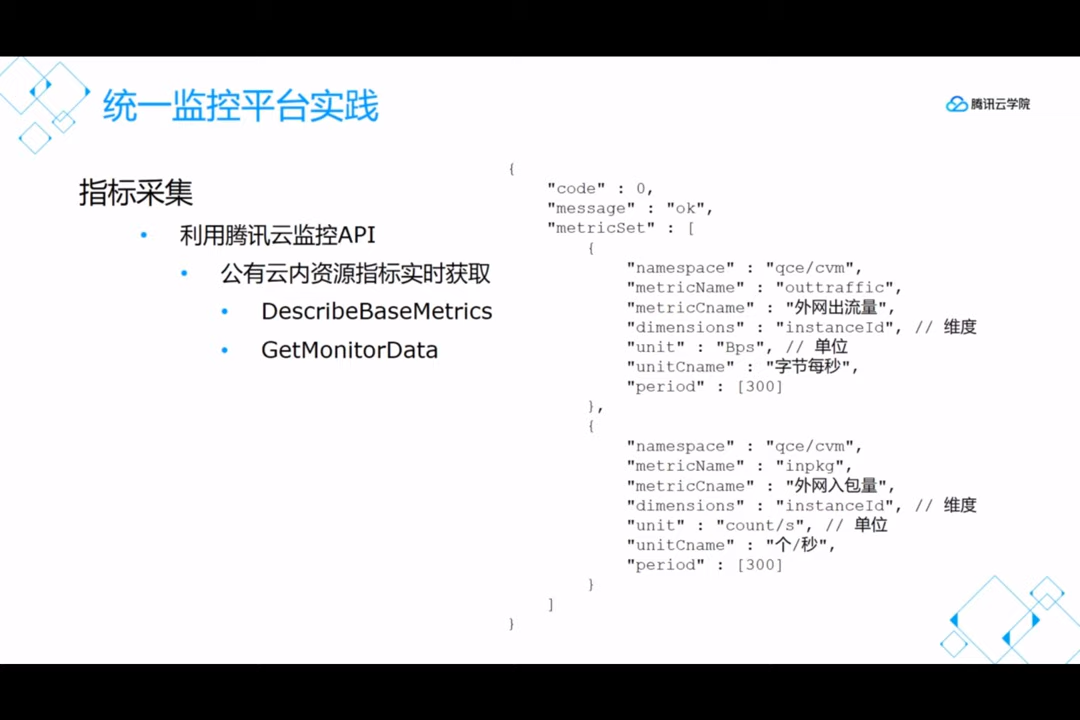 统一监控平台实践
腾讯云学院
指标采集
• 利用腾讯云监控API
• 公有云内资源指标实时获取
• DescribeBaseMetrics
• GetMonitorData
{
"code" : 0,
"message" : "ok",
"metricSet" : [
{
"namespace" : "qce/cvm",
"metricName" : "outtraffic",
"metricCname" : "外网出流量",
"dimensions" : "instanceId", // 维度
"unit" : "Bps", // 单位
"unitCname" : "字节每秒",
"period" : [300]
},
{
"namespace" : "qce/cvm",
"metricName" : "inpkg",
"metricCname" : "外网入包量",
"dimensions" : "instanceId", // 维度
"unit" : "count/s", // 单位
"unitCname" : "个/秒",
"period" : [300]
}
]
}